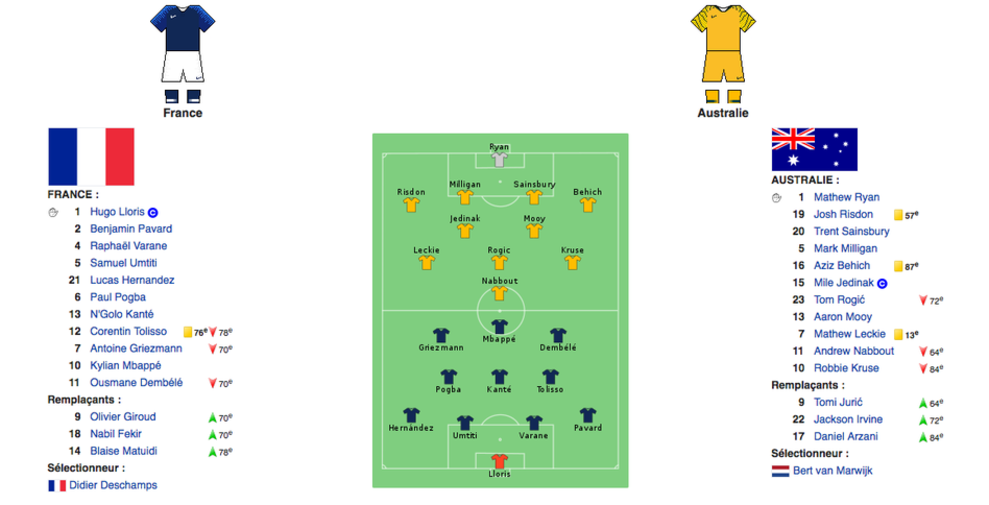 France
Australie
FRANCE :
1 Hugo Lloris C
2 Benjamin Pavard
4 Raphaël Varane
5 Samuel Umtiti
21 Lucas Hernandez
6 Paul Pogba
13 N'Golo Kanté
12 Corentin Tolisso 76e 78e
7 Antoine Griezmann 70e
10 Kylian Mbappé
11 Ousmane Dembélé 70e
Remplaçants :
9 Olivier Giroud 70e
18 Nabil Fekir 70e
14 Blaise Matuidi 78e
Sélectionneur :
Didier Deschamps
Ryan
Risdon Milligan Sainsbury Behich
Jedinak Mooy
Leckie Rogic Kruse
Nabbout
Griezmann Mbappé Dembélé
Pogba Kanté Tolisso
Hernández Umtiti Varane Pavard
Lloris
AUSTRALIE :
1 Mathew Ryan
19 Josh Risdon 57e
20 Trent Sainsbury
5 Mark Milligan
16 Aziz Behich 87e
15 Mile Jedinak C
23 Tom Rogić 72e
13 Aaron Mooy
7 Mathew Leckie 13e
11 Andrew Nabbout 64e
10 Robbie Kruse 84e
Remplaçants :
9 Tomi Jurić 64e
22 Jackson Irvine 72e
17 Daniel Arzani 84e
Sélectionneur :
Bert van Marwijk